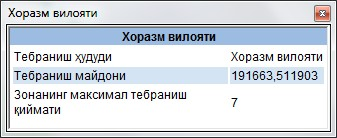 Хоразм вилояти
Хоразм вилояти
Тебраниш ҳудуди Хоразм вилояти
Тебраниш майдони 191663,511903
Зонанинг максимал тебраниш 7
қиймати